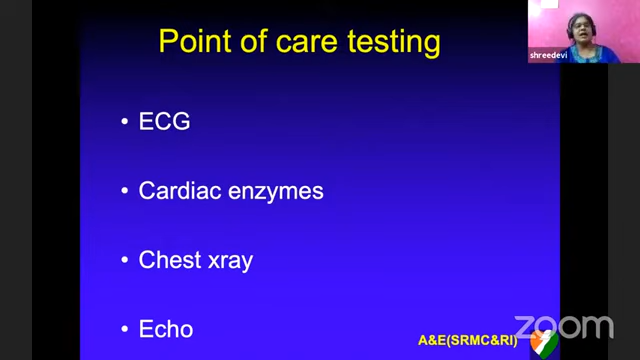 Point of care testing
shreedevi
• ECG
• Cardiac enzymes
• Chest xray
• Echo
A&E(SRMC&RI)
zoom